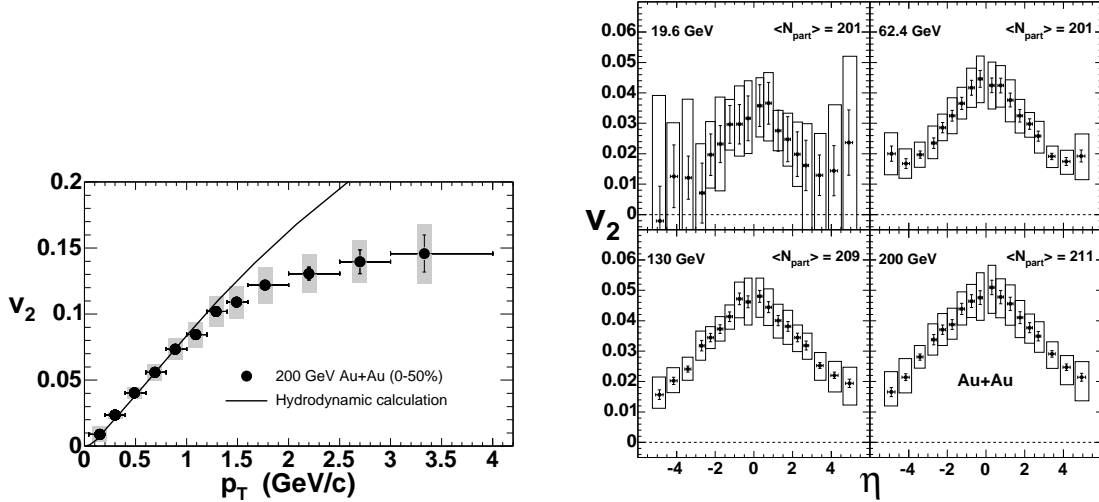 0.2
0.15
0.1
0.05
0
v2
200 GeV Au+Au (0-50%)
Hydrodynamic calculation
0 0.5 1 1.5 2 2.5 3 3.5 4
pT (GeV/c)
19.6 GeV <Npart> = 201
62.4 GeV <Npart> = 201
0.06
0.05
0.04
0.03
0.02
0.01
0
v2
130 GeV <Npart> = 209
200 GeV <Npart> = 211
0.06
0.05
0.04
0.03
0.02
0.01
0
Au+Au
-4 -2 0 2 4
-4 -2 0 2 4
η